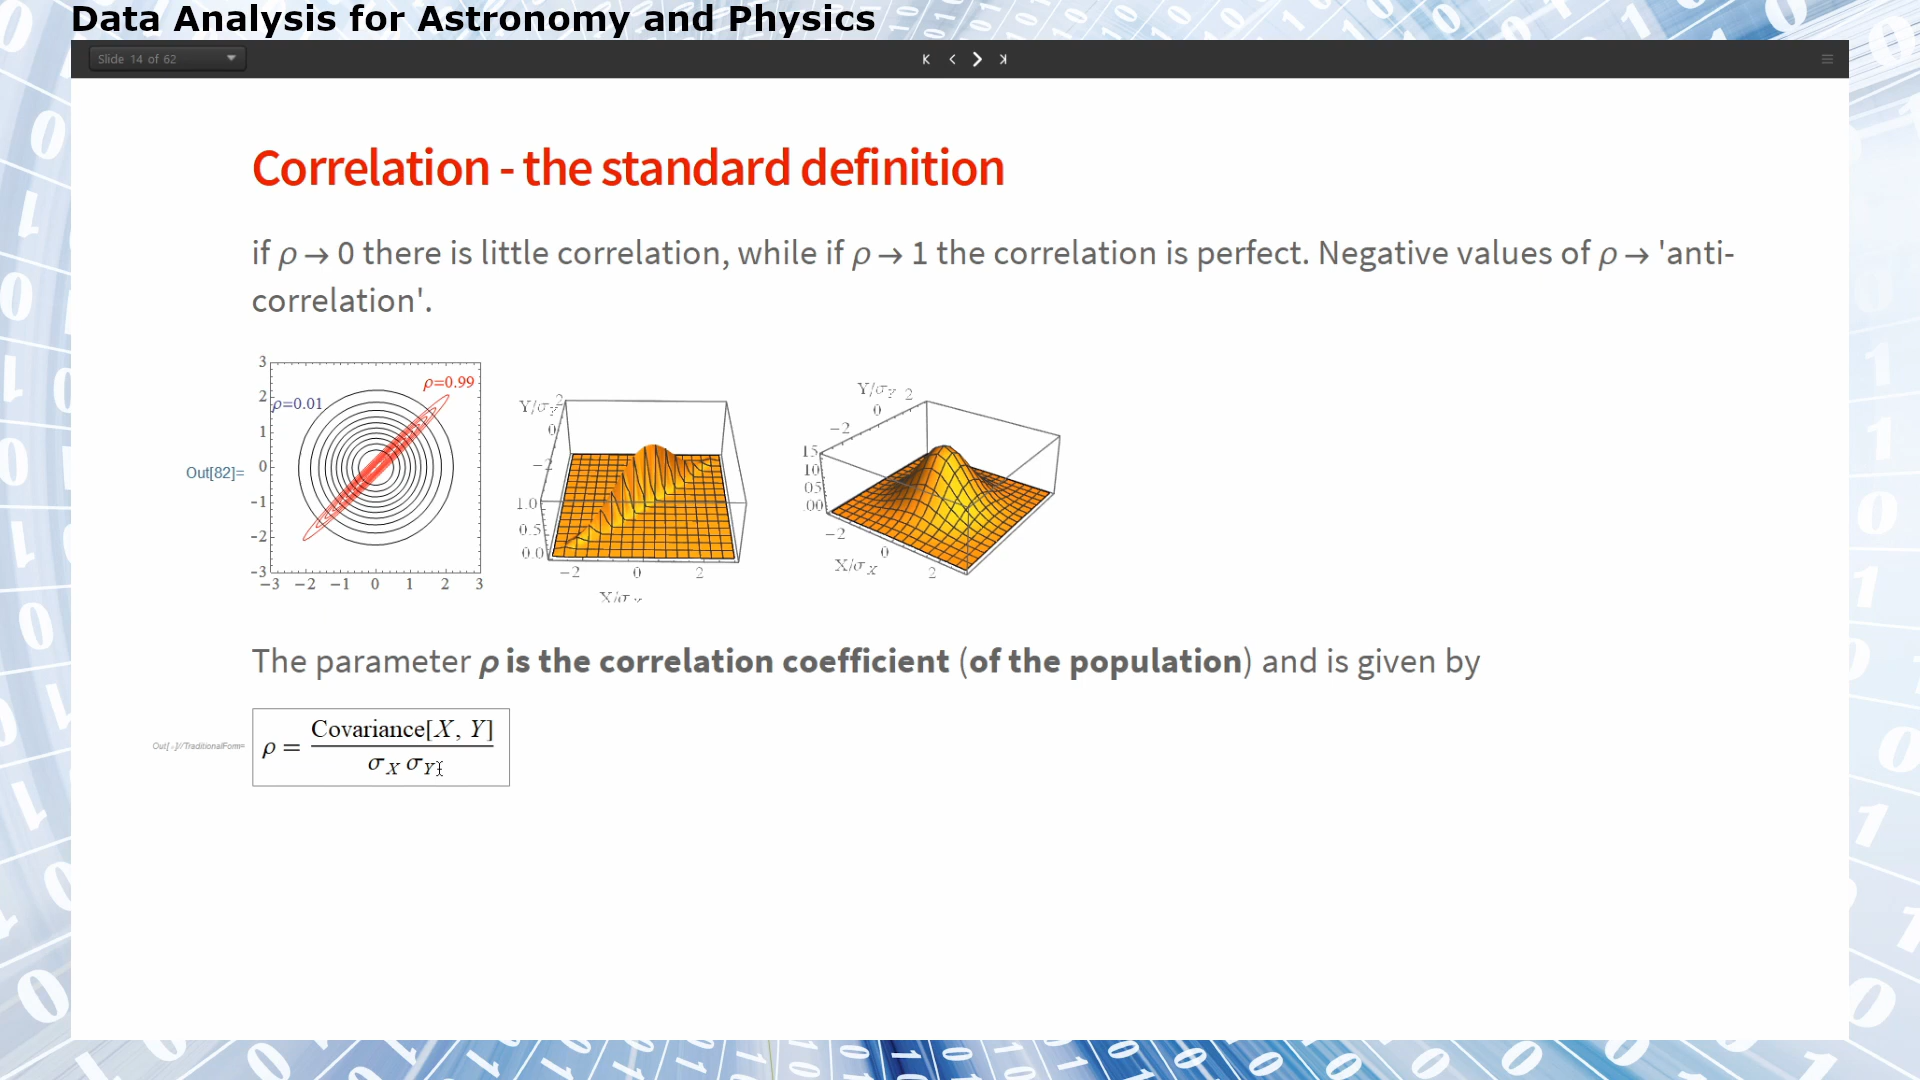 Data Analysis for Astronomy and Physics
Slide 14 of 62
Correlation - the standard definition
if ρ → 0 there is little correlation, while if ρ → 1 the correlation is perfect. Negative values of ρ → 'anti-
correlation'.
Out[82]=
3
2
1
0
-1
-2
-3
-3 -2 -1 0 1 2 3
ρ=0.01
ρ=0.99
Y/σ_Y
2
0
-2
1.0
0.5
0.0
-2 0 2
Y/σ_Y
2
0
-2
15
10
05
00
-2
0
2
X/σ_X
The parameter ρ is the correlation coefficient (of the population) and is given by
Out[ ]//TraditionalForm=
ρ = Covariance[X, Y] / σ_X σ_Y